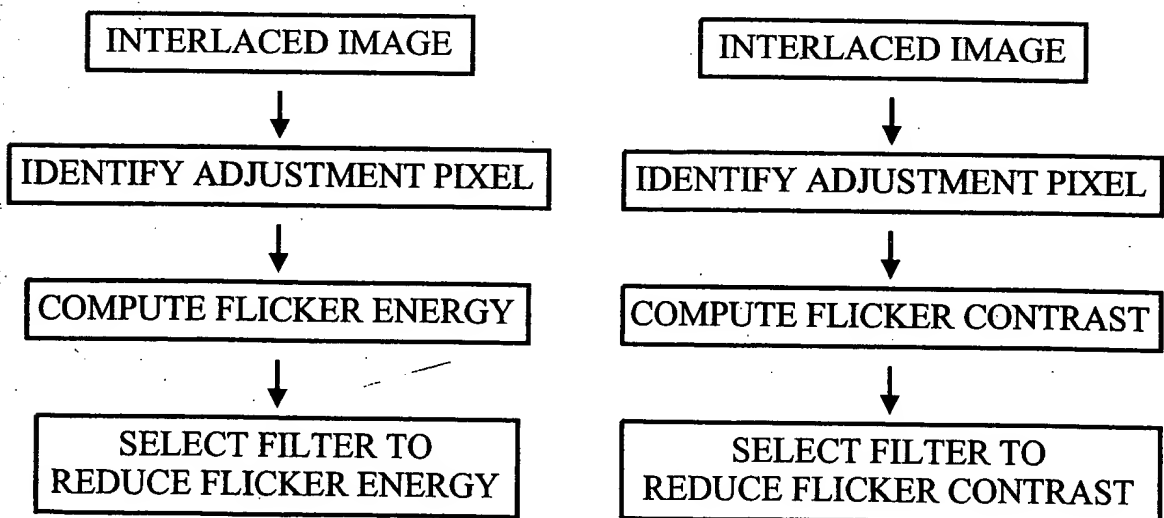 INTERLACED IMAGE
IDENTIFY ADJUSTMENT PIXEL
COMPUTE FLICKER ENERGY
SELECT FILTER TO
REDUCE FLICKER ENERGY
INTERLACED IMAGE
IDENTIFY ADJUSTMENT PIXEL
COMPUTE FLICKER CONTRAST
SELECT FILTER TO
REDUCE FLICKER CONTRAST